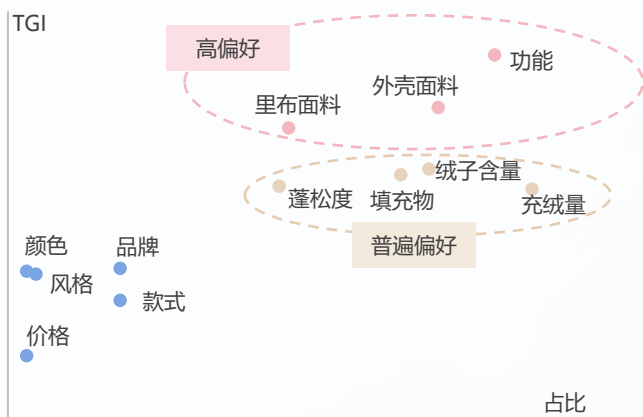 TGI
高偏好
功能
外壳面料
里布面料
绒子含量
蓬松度
填充物
充绒量
普遍偏好
颜色
品牌
风格
款式
价格
占比